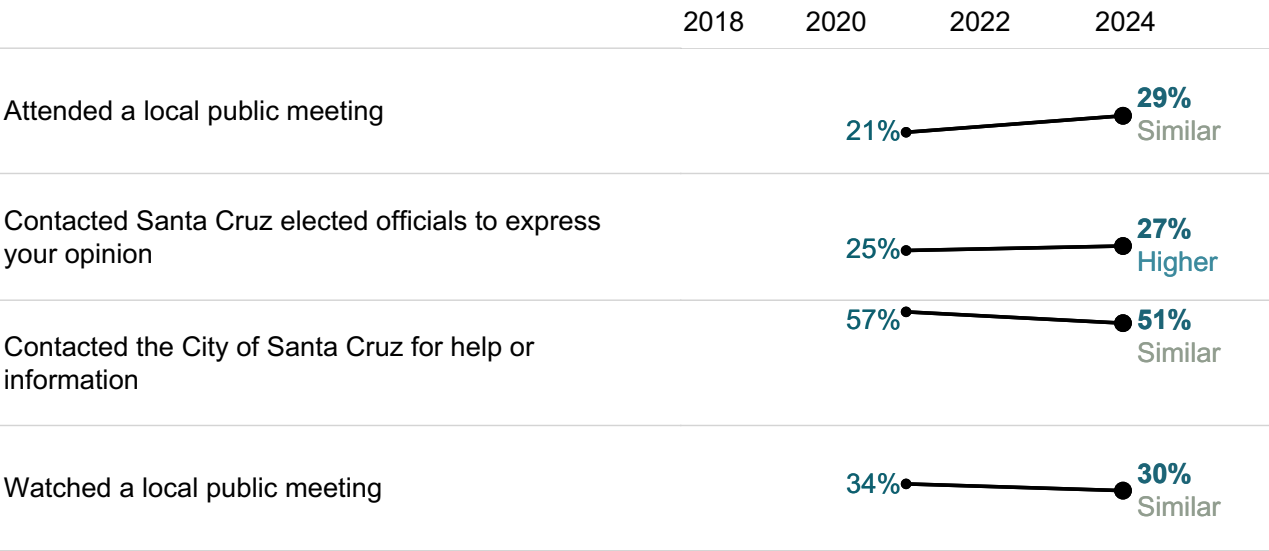 2018 2020 2022 2024
Attended a local public meeting
21%
29%
Similar
Contacted Santa Cruz elected officials to express
your opinion
25%
27%
Higher
Contacted the City of Santa Cruz for help or
information
57%
51%
Similar
Watched a local public meeting
34%
30%
Similar